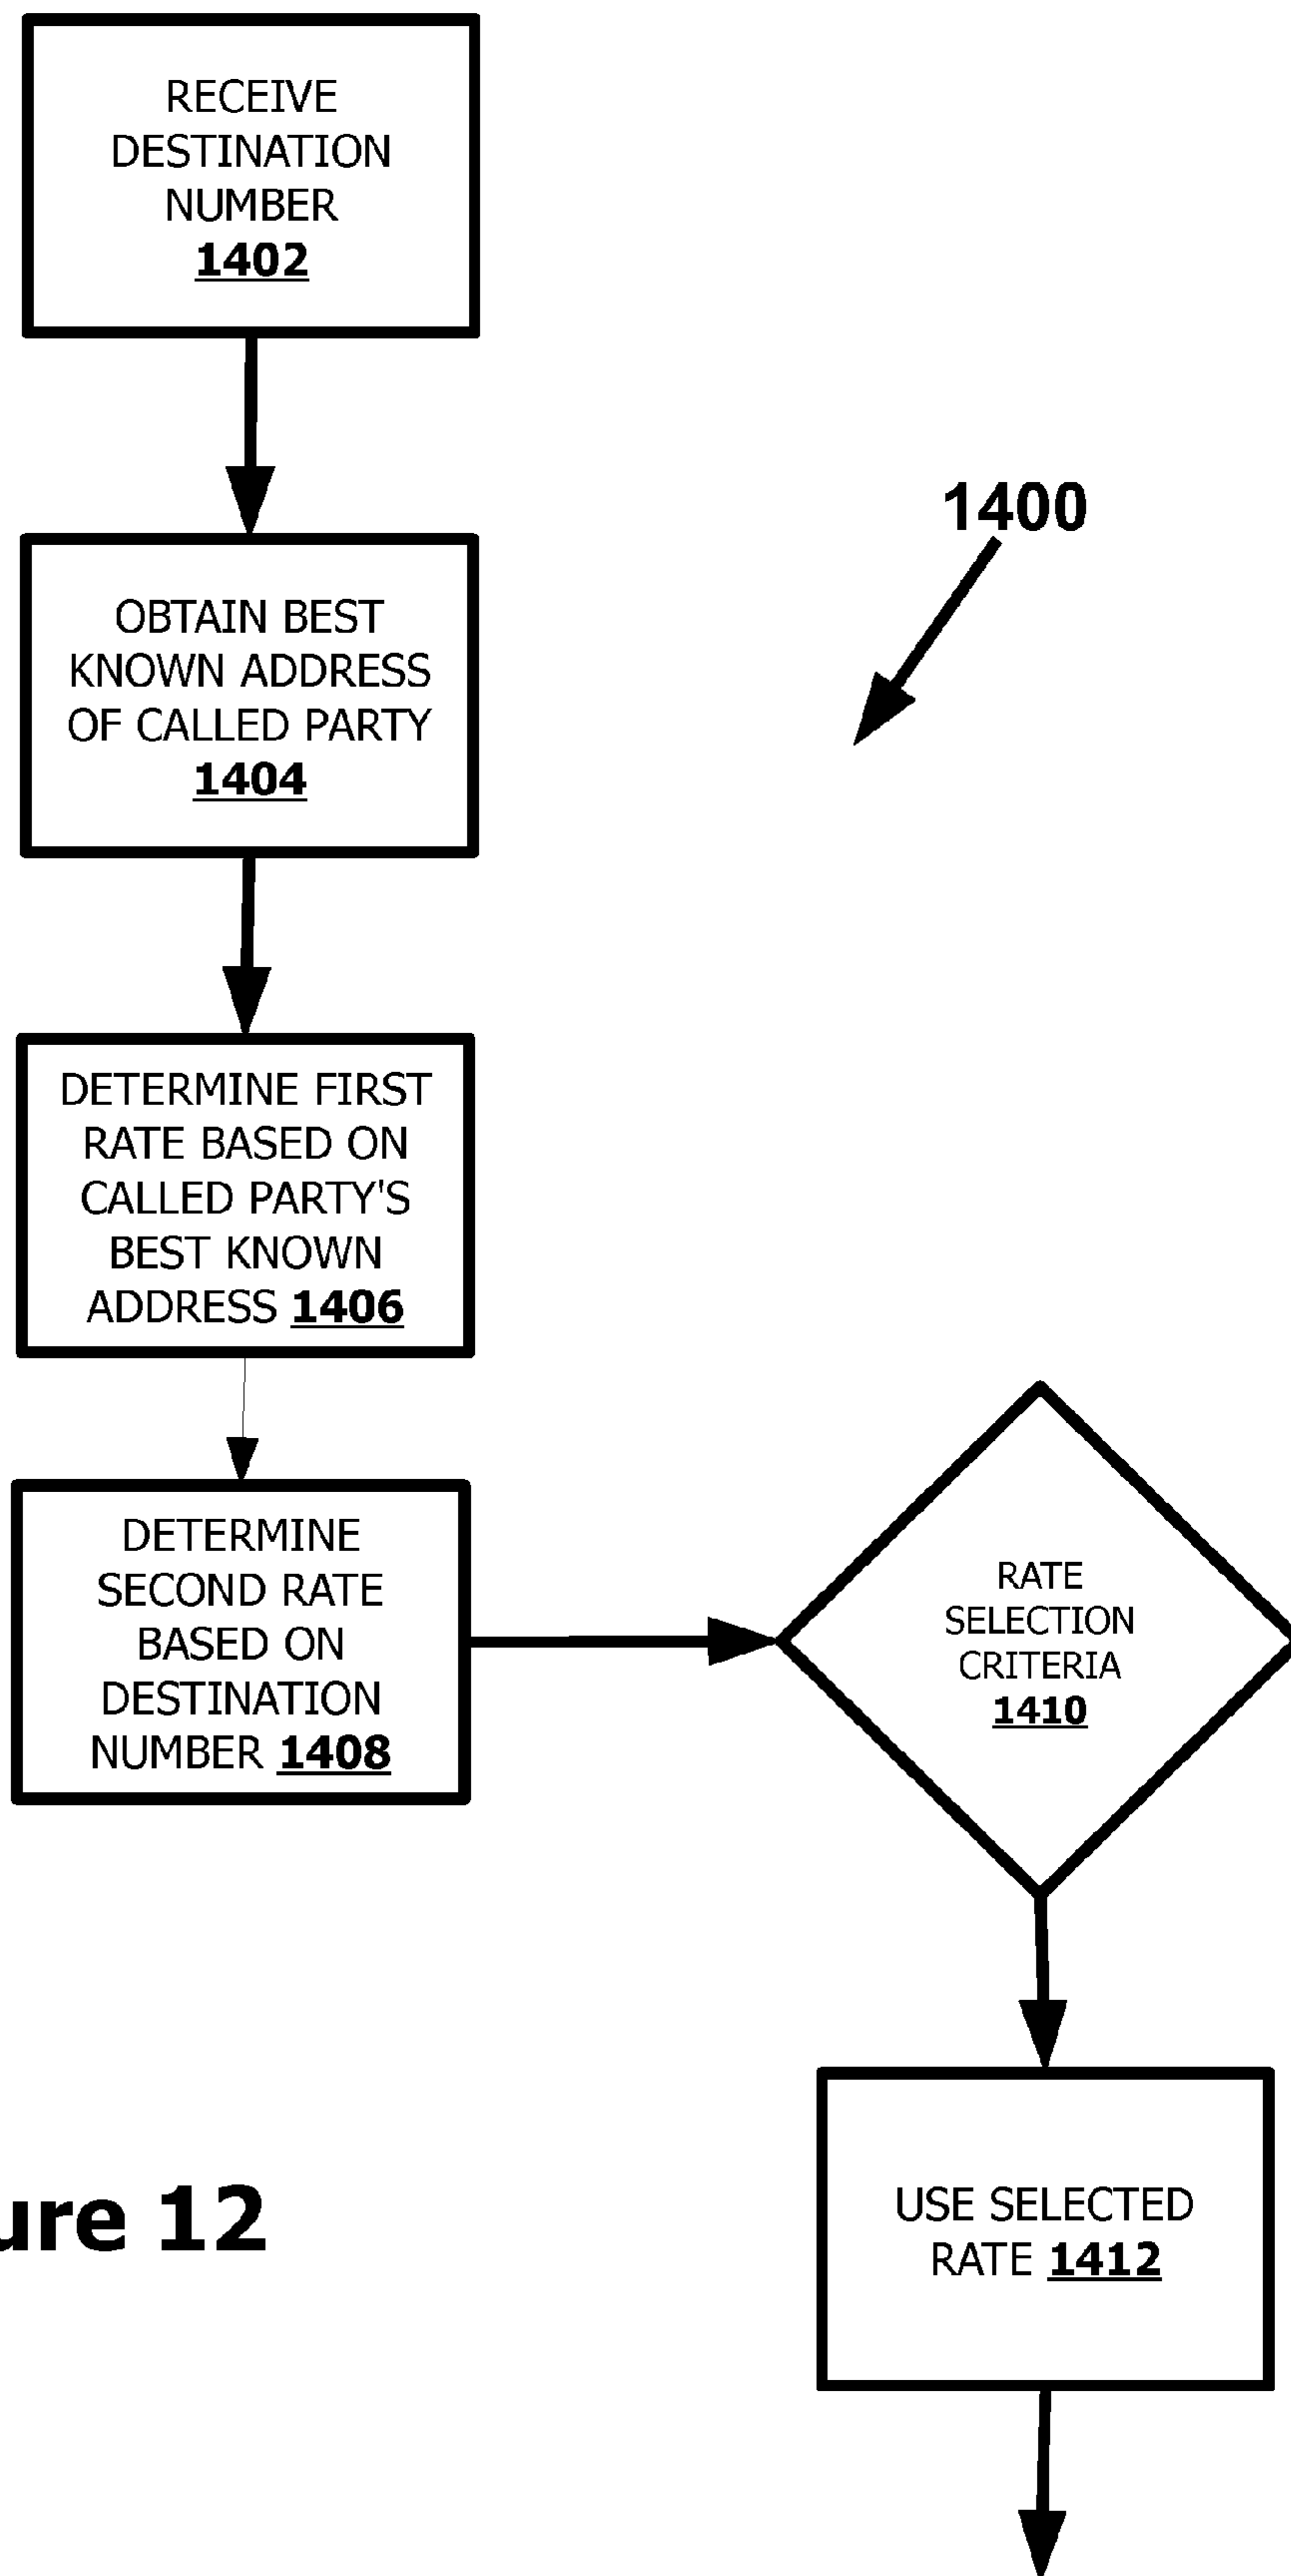 RECEIVE
DESTINATION
NUMBER
1402
1400
OBTAIN BEST
KNOWN ADDRESS
OF CALLED PARTY
1404
DETERMINE FIRST
RATE BASED ON
CALLED PARTY'S
BEST KNOWN
ADDRESS 1406
DETERMINE
SECOND RATE
BASED ON
DESTINATION
NUMBER 1408
RATE
SELECTION
CRITERIA
1410
USE SELECTED
RATE 1412
ure 12